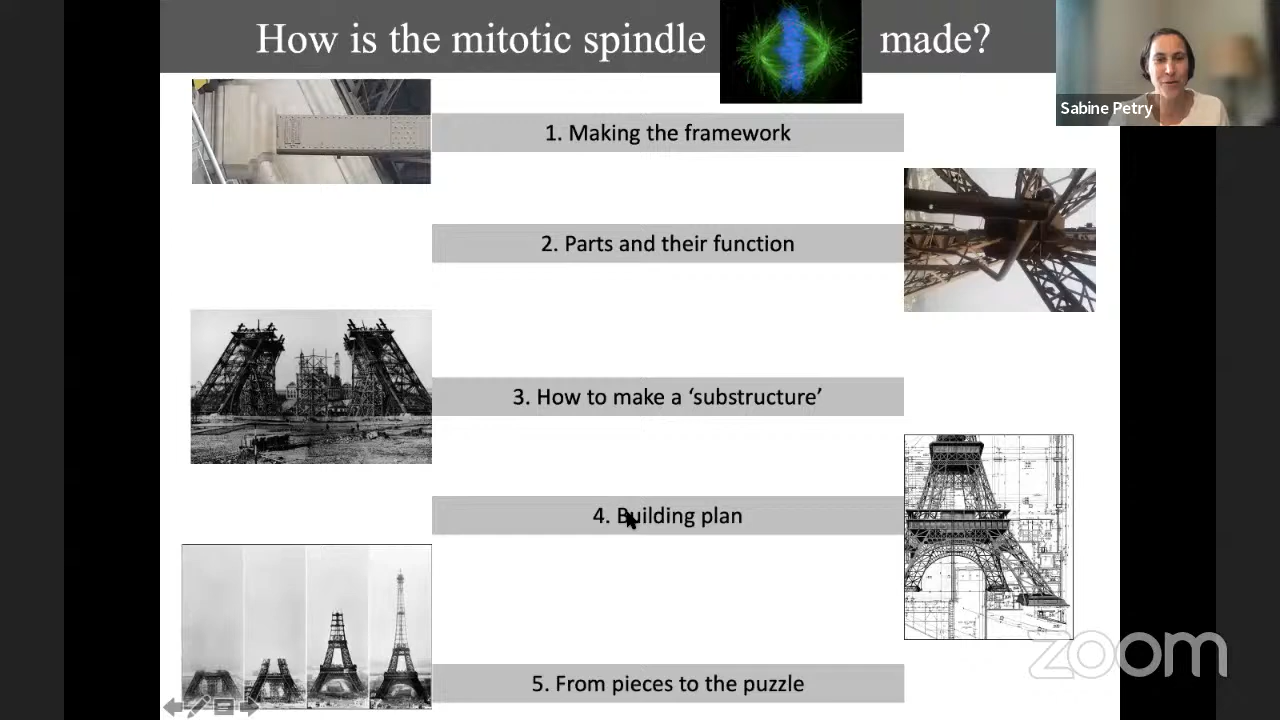 How is the mitotic spindle made?
Sabine Petry
1. Making the framework
2. Parts and their function
3. How to make a ‘substructure’
4. Building plan
5. From pieces to the puzzle
zoom